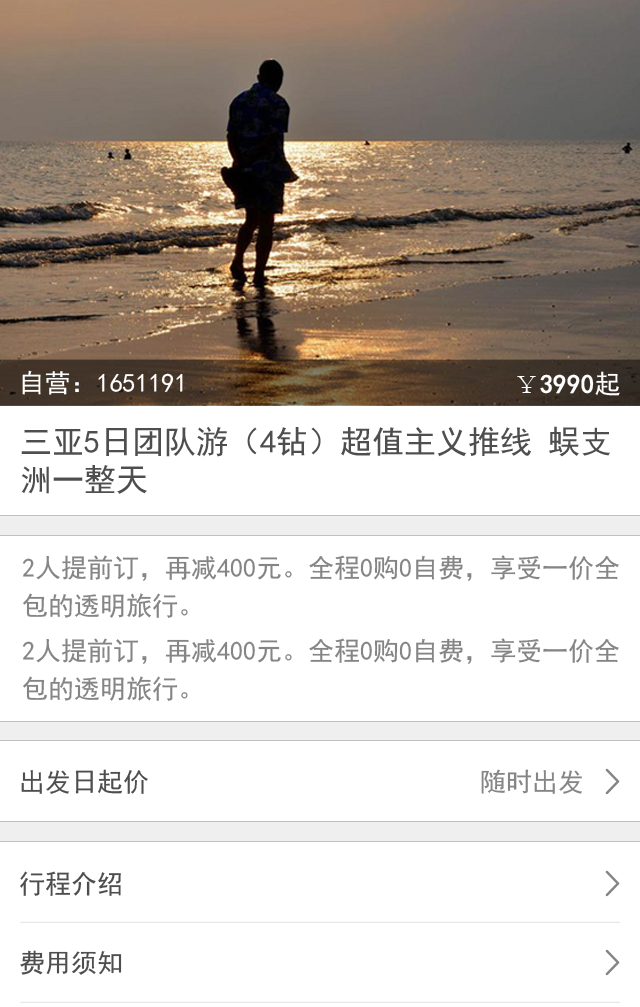 自营：1651191
￥3990起
三亚5日团队游（4钻）超值主义推线 蜈支
洲一整天
2人提前订，再减400元。全程0购0自费，享受一价全
包的透明旅行。
2人提前订，再减400元。全程0购0自费，享受一价全
包的透明旅行。
出发日起价
随时出发
行程介绍
费用须知